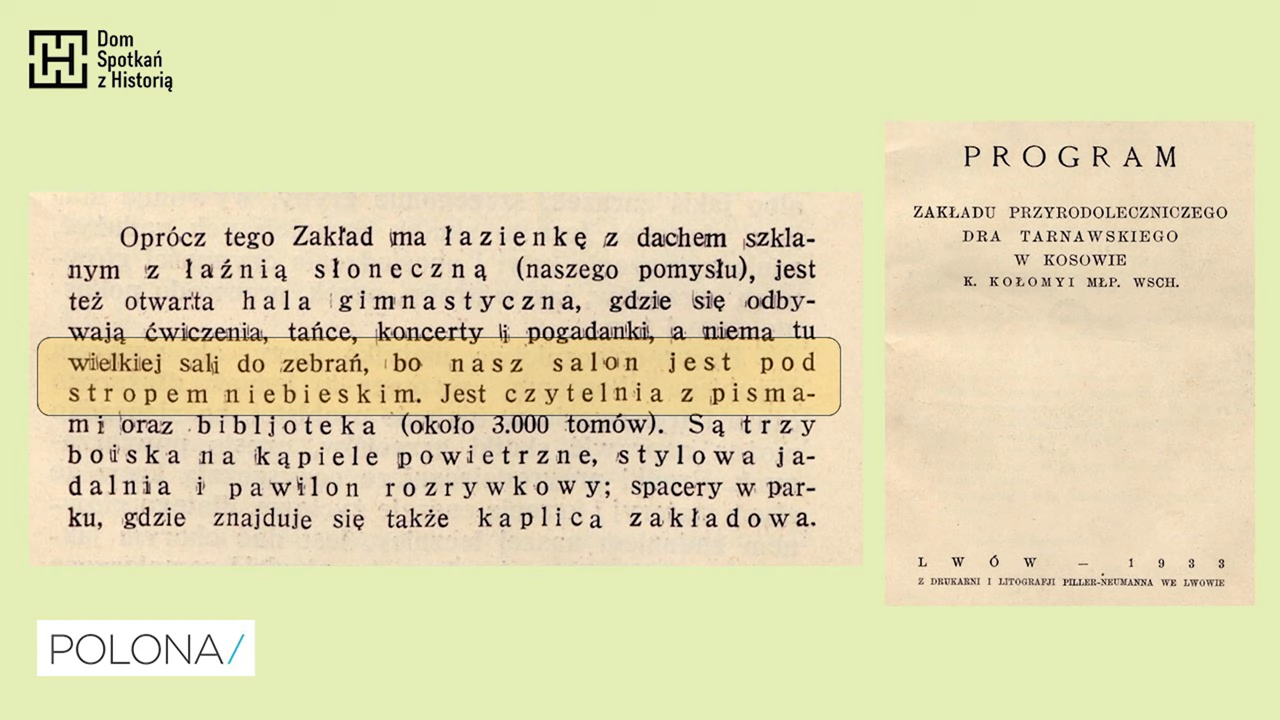 Dom
Spotkań
z Historią
Oprócz tego Zakład ma łazienkę z dachem szkla-
nym z łaźnią słoneczną (naszego pomysłu), jest
też otwarta hala gimnastyczna, gdzie się odby-
wają ćwiczenia, tańce, koncerty i pogadanki, a niema tu
wielkiej sali do zebrań, bo nasz salon jest pod
stropem niebieskim. Jest czytelnia z pisma-
mi oraz bibljoteka (około 3.000 tomów). Są trzy
boiska na kąpiele powietrzne, stylowa ja-
dalnia i pawilon rozrywkowy; spacery w par-
ku, gdzie znajduje się także kaplica zakładowa.
PROGRAM
ZAKŁADU PRZYRODOLECZNICZEGO
DRA TARNAWSKIEGO
W KOSOWIE
K. KOŁOMYI MŁP. WSCH.
LWÓW — 1933
Z DRUKARNI I LITOGRAFJI PILLER-NEUMANNA WE LWOWIE
POLONA/